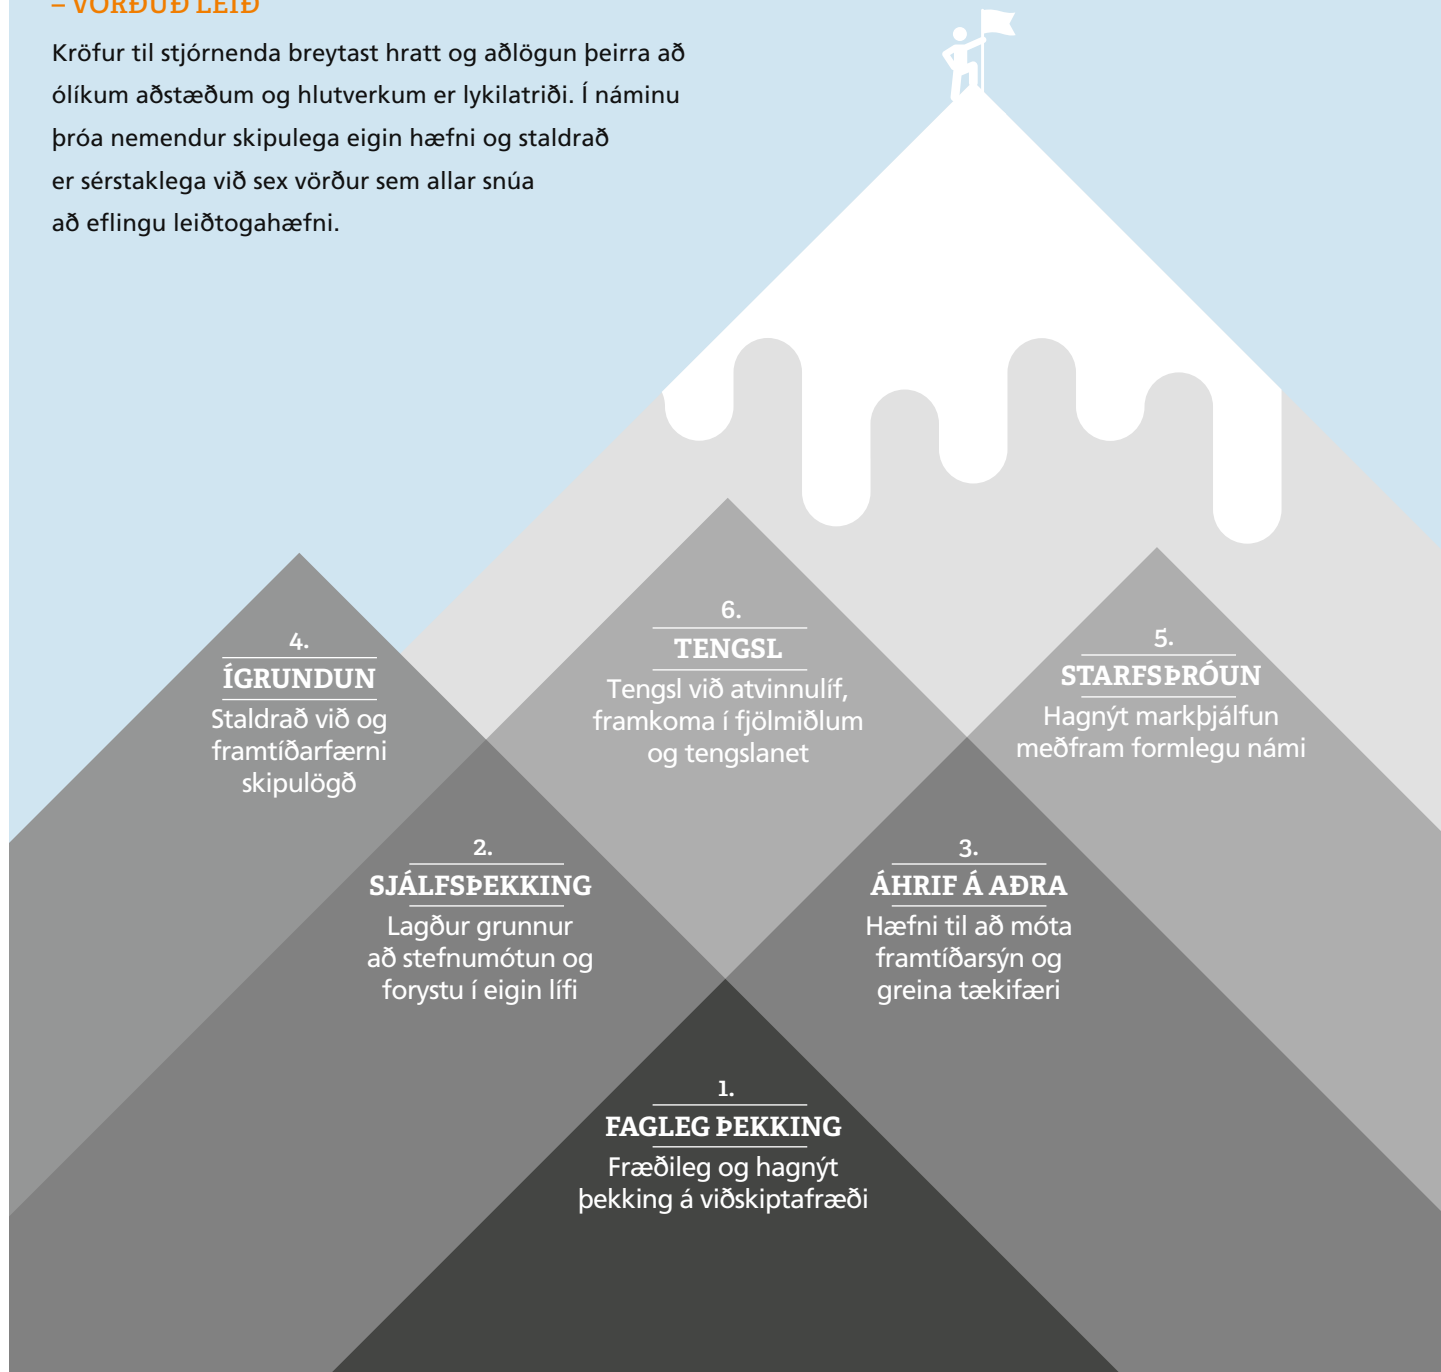 – VÖRÐUÐ LEIÐ
Kröfur til stjórnenda breytast hratt og aðlögun þeirra að
ólíkum aðstæðum og hlutverkum er lykilatriði. Í náminu
þróa nemendur skipulega eigin hæfni og staldrað
er sérstaklega við sex vörður sem allar snúa
að eflingu leiðtogahæfni.
4.
ÍGRUNDUN
Staldrað við og
framtíðarfærni
skipulögð
6.
TENGSL
Tengsl við atvinnulíf,
framkoma í fjölmiðlum
og tengslanet
5.
STARFSÞRÓUN
Hagnýt markþjálfun
meðfram formlegu námi
2.
SJÁLFSÞEKKING
Lagður grunnur
að stefnumótun og
forystu í eigin lífi
3.
ÁHRIF Á AÐRA
Hæfni til að móta
framtíðarsýn og
greina tækifæri
1.
FAGLEG ÞEKKING
Fræðileg og hagnýt
þekking á viðskiptafræði